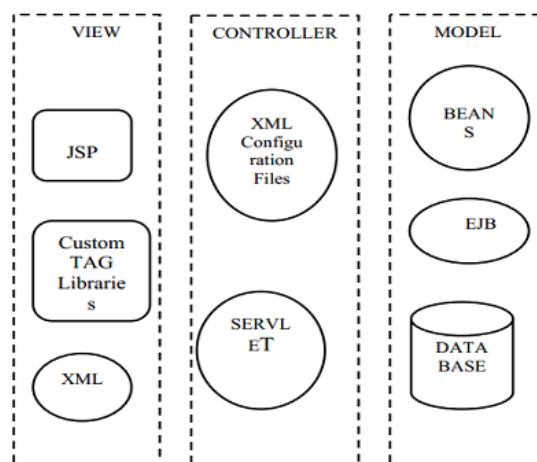 VIEW
JSP
Custom
TAG
Librarie
s
XML
CONTROLLER
XML
Configu
ration
Files
SERVL
ET
MODEL
BEAN
S
EJB
DATA
BASE